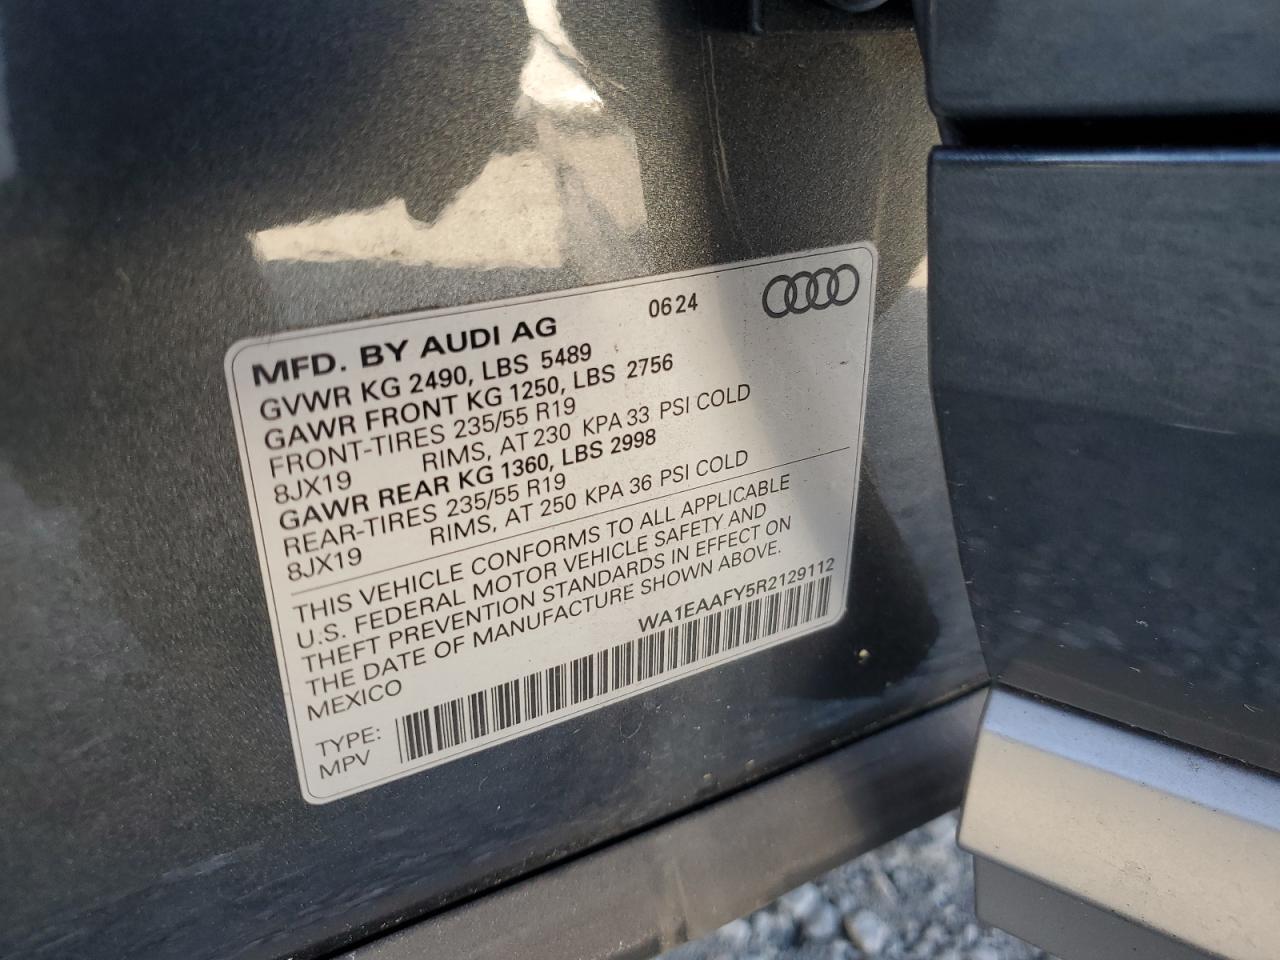 0624
MFD. BY AUDI AG
GVWR KG 2490, LBS 5489
GAWR FRONT KG 1250, LBS 2756
FRONT-TIRES 235/55 R19
8JX19 RIMS, AT 230 KPA 33 PSI COLD
GAWR REAR KG 1360, LBS 2998
REAR-TIRES 235/55 R19
8JX19 RIMS, AT 250 KPA 36 PSI COLD
THIS VEHICLE CONFORMS TO ALL APPLICABLE
U.S. FEDERAL MOTOR VEHICLE SAFETY AND
THEFT PREVENTION STANDARDS IN EFFECT ON
THE DATE OF MANUFACTURE SHOWN ABOVE.
MEXICO
WA1EAAFY5R2129112
TYPE:
MPV